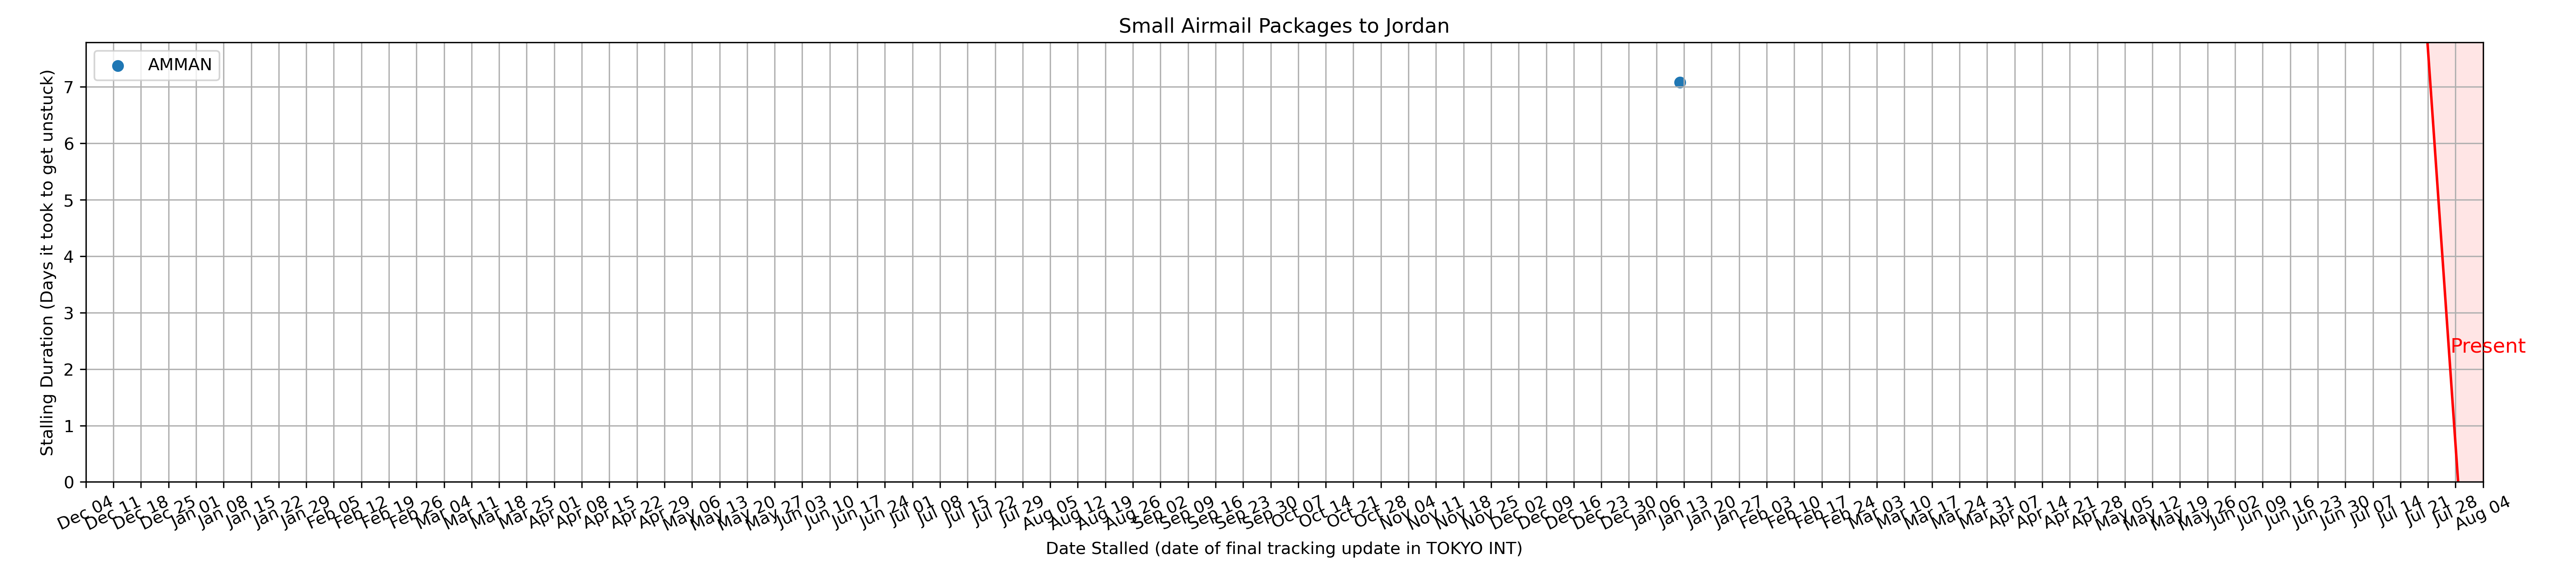 Small Airmail Packages to Jordan
AMMAN
Stalling Duration (Days it took to get unstuck)
7
6
5
4
3
2
1
0
Present
Dec 04 Dec 11 Dec 18 Dec 25 Jan 01 Jan 08 Jan 15 Jan 22 Jan 29 Feb 05 Feb 12 Feb 19 Feb 26 Mar 04 Mar 11 Mar 18 Mar 25 Apr 01 Apr 08 Apr 15 Apr 22 Apr 29 May 06 May 13 May 20 May 27 Jun 03 Jun 10 Jun 17 Jun 24 Jul 01 Jul 08 Jul 15 Jul 22 Jul 29 Aug 05 Aug 12 Aug 19 Aug 26 Sep 02 Sep 09 Sep 16 Sep 23 Sep 30 Oct 07 Oct 14 Oct 21 Oct 28 Nov 04 Nov 11 Nov 18 Nov 25 Dec 02 Dec 09 Dec 16 Dec 23 Dec 30 Jan 06 Jan 13 Jan 20 Jan 27 Feb 03 Feb 10 Feb 17 Feb 24 Mar 03 Mar 10 Mar 17 Mar 24 Mar 31 Apr 07 Apr 14 Apr 21 Apr 28 May 05 May 12 May 19 May 26 Jun 02 Jun 09 Jun 16 Jun 23 Jun 30 Jul 07 Jul 14 Jul 21 Jul 28 Aug 04
Date Stalled (date of final tracking update in TOKYO INT)